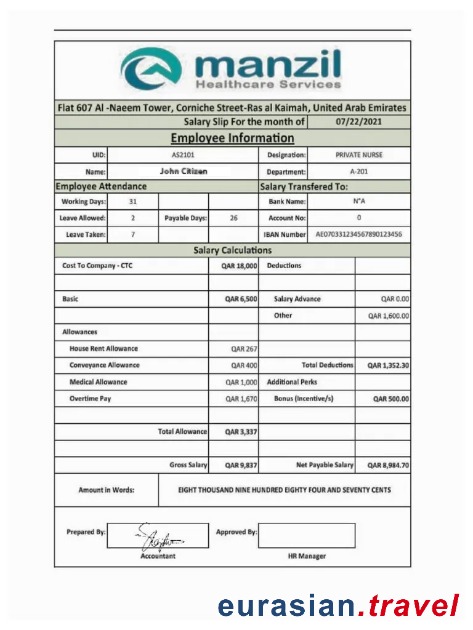 manzil
Healthcare Services
Flat 607 Al -Naeem Tower, Corniche Street-Ras al Kaimah, United Arab Emirates
Salary Slip For the month of 07/22/2021
Employee Information
UID: AS2101 Designation: PRIVATE NURSE
Name: John Citizen Department: A-201
Employee Attendance Salary Transfered To:
Working Days: 31 Bank Name: N"A
Leave Allowed: 2 Payable Days: 26 Account No: 0
Leave Taken: 7 IBAN Number AE070331234567890123456
Salary Calculations
Cost To Company - CTC QAR 18,000 Deductions
Basic QAR 6,500 Salary Advance QAR 0.00
Other QAR 1,600.00
Allowances
House Rent Allowance QAR 267
Conveyance Allowance QAR 400 Total Deductions QAR 1,352.30
Medical Allowance QAR 1,000 Additional Perks
Overtime Pay QAR 1,670 Bonus (Incentive/s) QAR 500.00
Total Allowance QAR 3,337
Gross Salary QAR 9,837 Net Payable Salary QAR 8,984.70
Amount in Words: EIGHT THOUSAND NINE HUNDRED EIGHTY FOUR AND SEVENTY CENTS
Prepared By: Approved By:
Accountant HR Manager
eurasian.travel